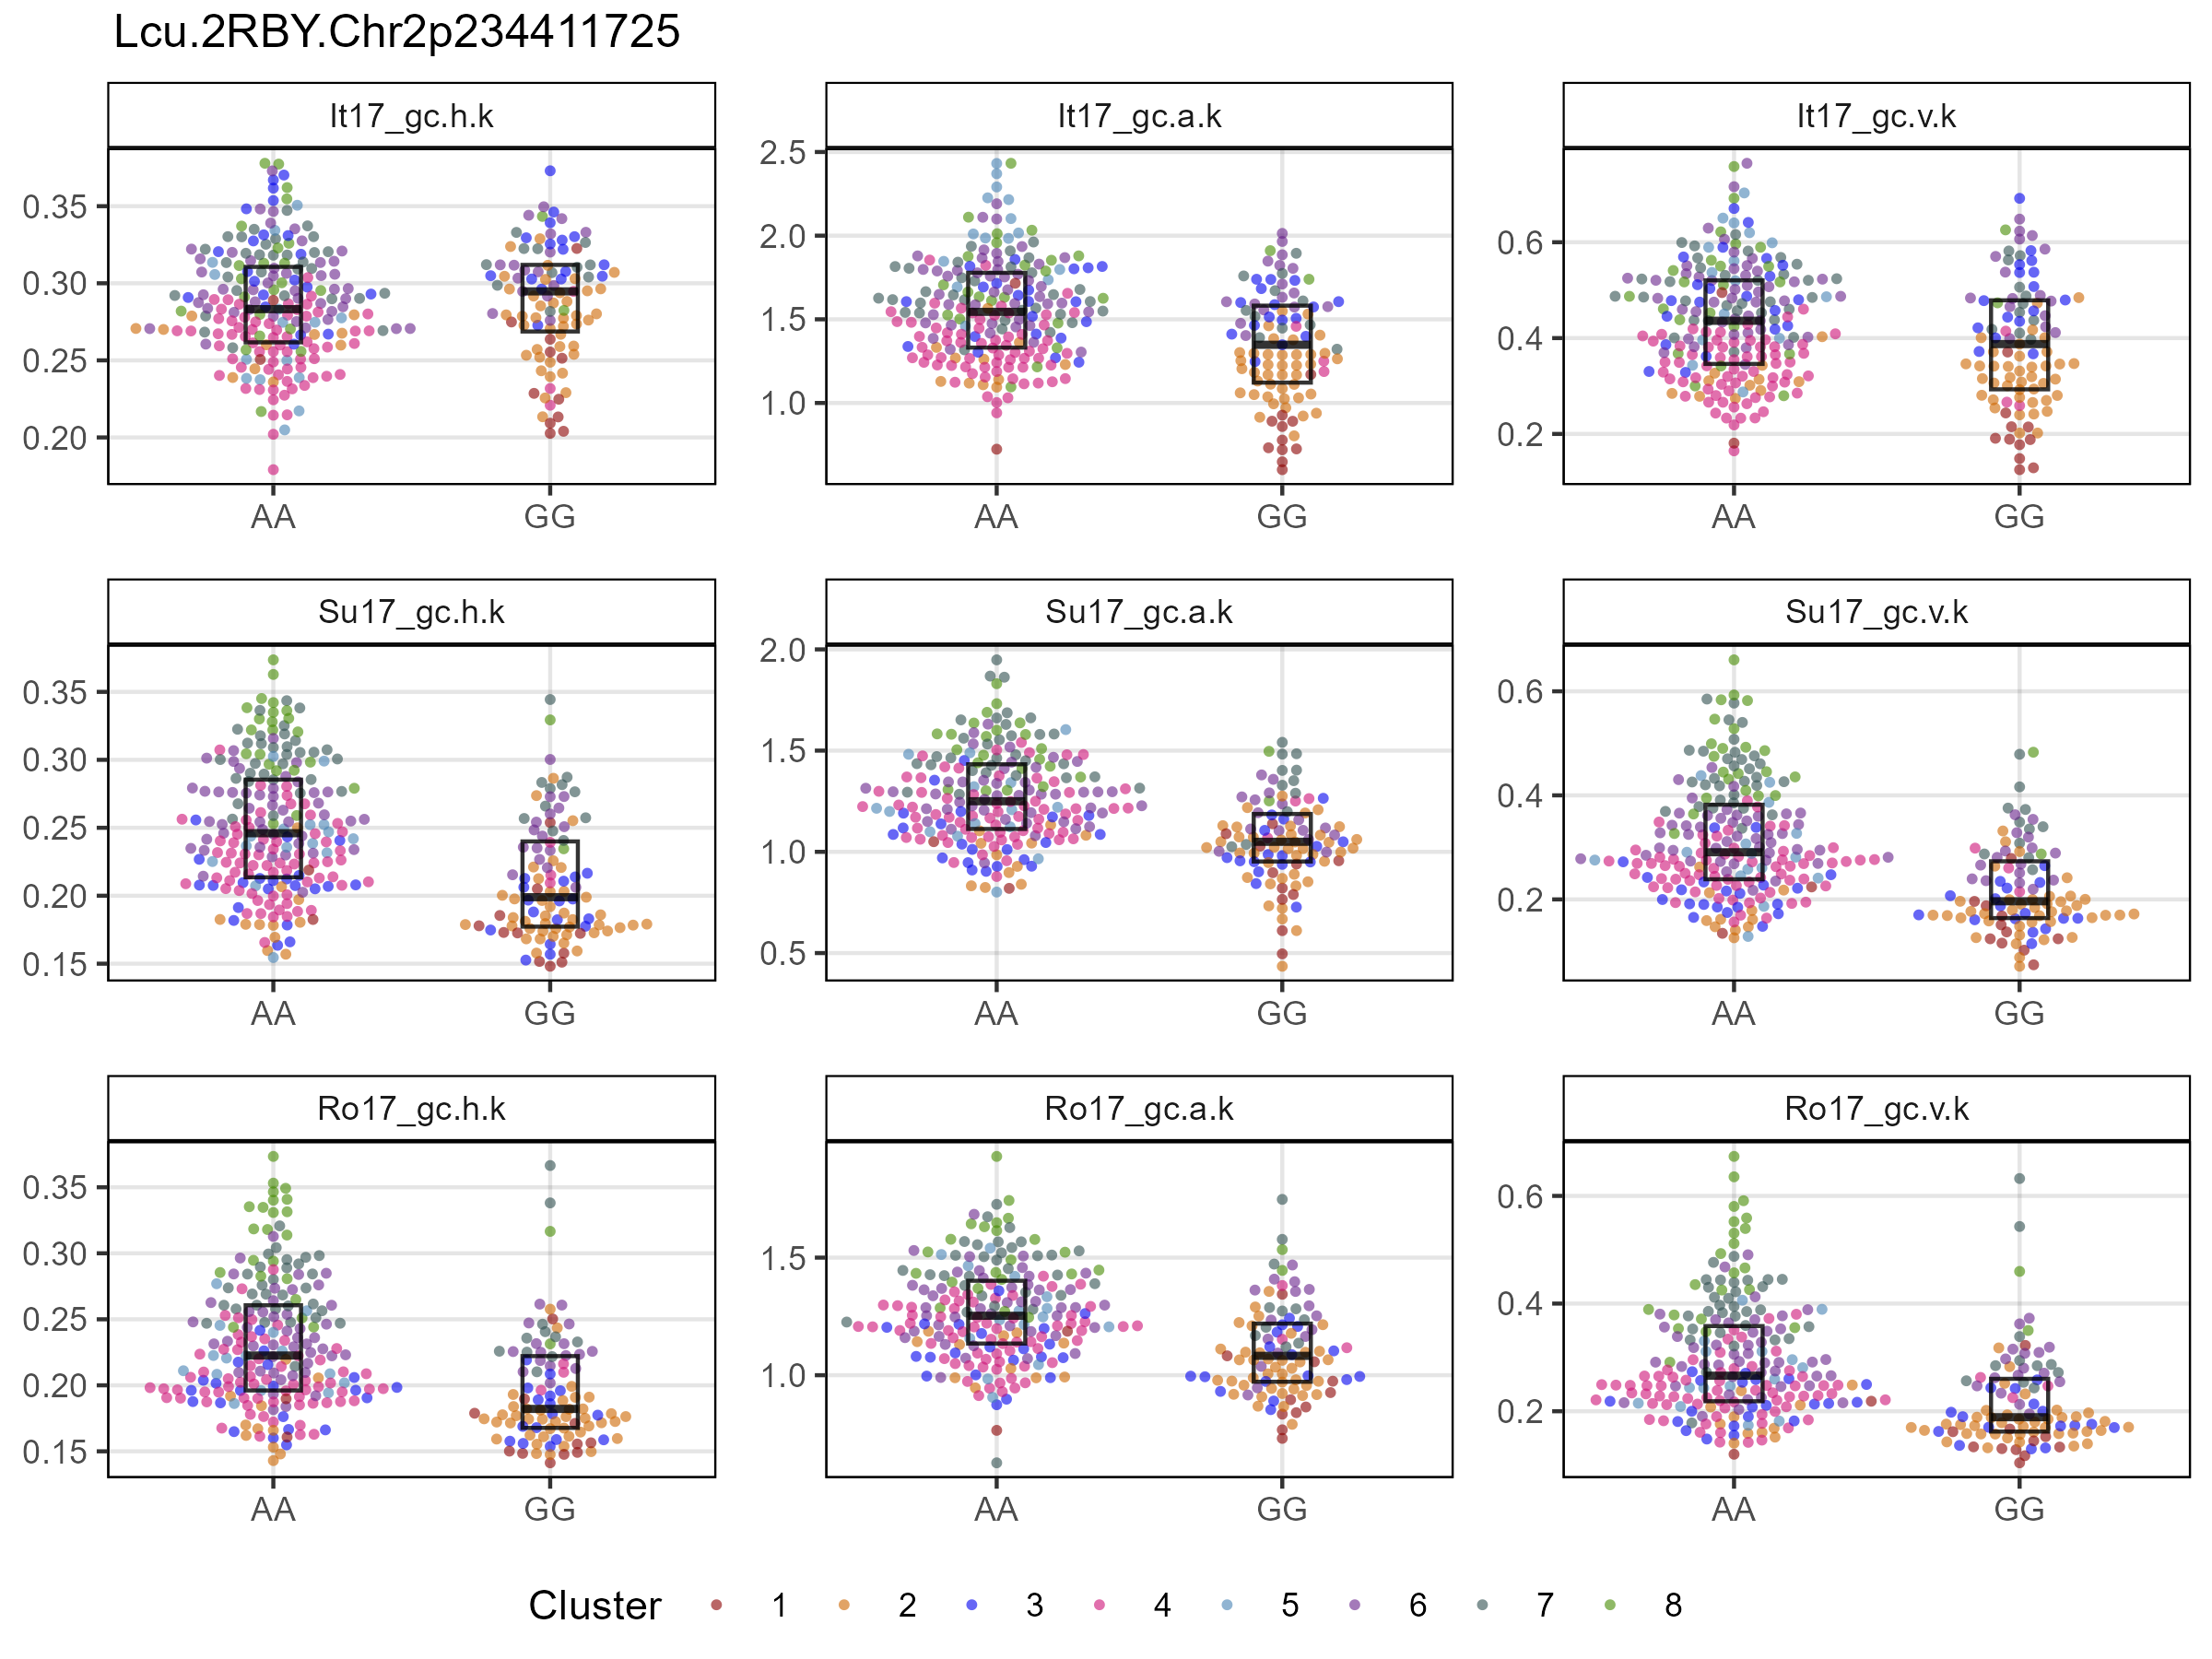 Lcu.2RBY.Chr2p234411725
It17_gc.h.k
It17_gc.a.k
It17_gc.v.k
0.35
0.30
0.25
0.20
AA
GG
2.5
2.0
1.5
1.0
AA
GG
0.6
0.4
0.2
AA
GG
Su17_gc.h.k
Su17_gc.a.k
Su17_gc.v.k
0.35
0.30
0.25
0.20
0.15
AA
GG
2.0
1.5
1.0
0.5
AA
GG
0.6
0.4
0.2
AA
GG
Ro17_gc.h.k
Ro17_gc.a.k
Ro17_gc.v.k
0.35
0.30
0.25
0.20
0.15
AA
GG
1.5
1.0
AA
GG
0.6
0.4
0.2
AA
GG
Cluster 1 2 3 4 5 6 7 8